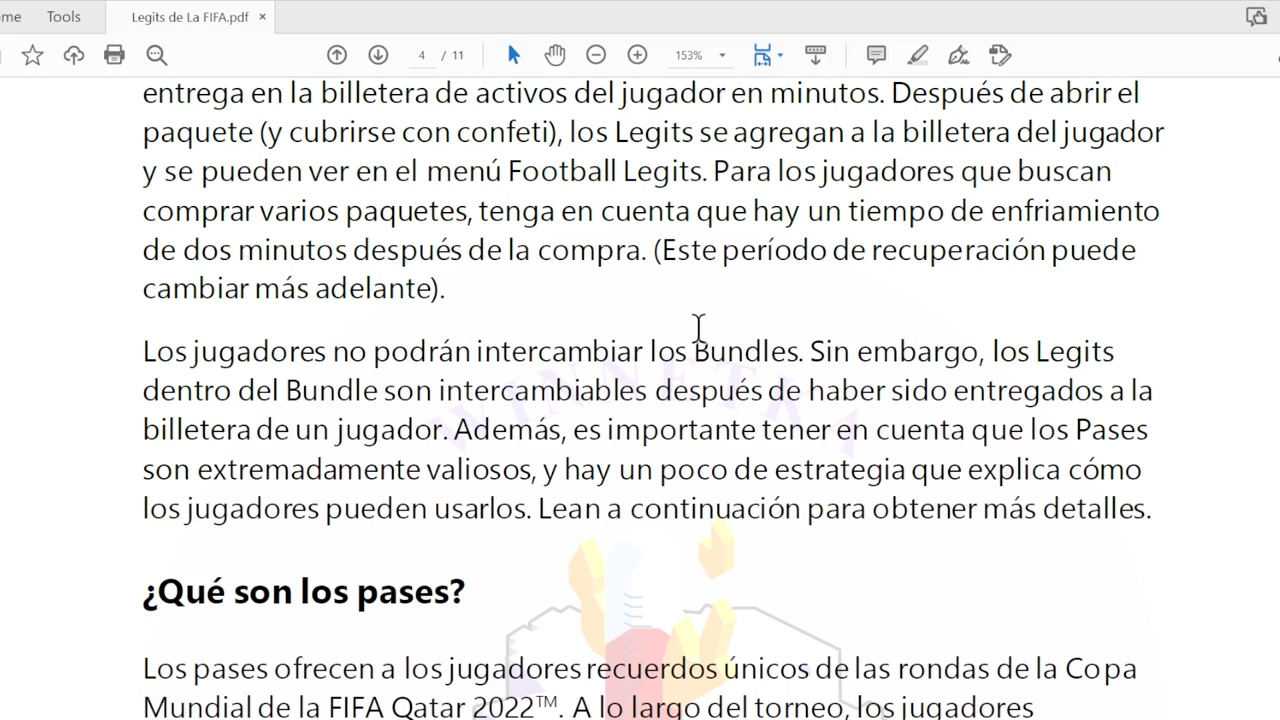 ome
Tools
Legits de La FIFA.pdf ×
4 / 11
153%
entrega en la billetera de activos del jugador en minutos. Después de abrir el
paquete (y cubrirse con confeti), los Legits se agregan a la billetera del jugador
y se pueden ver en el menú Football Legits. Para los jugadores que buscan
comprar varios paquetes, tenga en cuenta que hay un tiempo de enfriamiento
de dos minutos después de la compra. (Este período de recuperación puede
cambiar más adelante).
Los jugadores no podrán intercambiar los Bundles. Sin embargo, los Legits
dentro del Bundle son intercambiables después de haber sido entregados a la
billetera de un jugador. Además, es importante tener en cuenta que los Pases
son extremadamente valiosos, y hay un poco de estrategia que explica cómo
los jugadores pueden usarlos. Lean a continuación para obtener más detalles.
WINNETKA
¿Qué son los pases?
Los pases ofrecen a los jugadores recuerdos únicos de las rondas de la Copa
Mundial de la FIFA Qatar 2022™. A lo largo del torneo, los jugadores